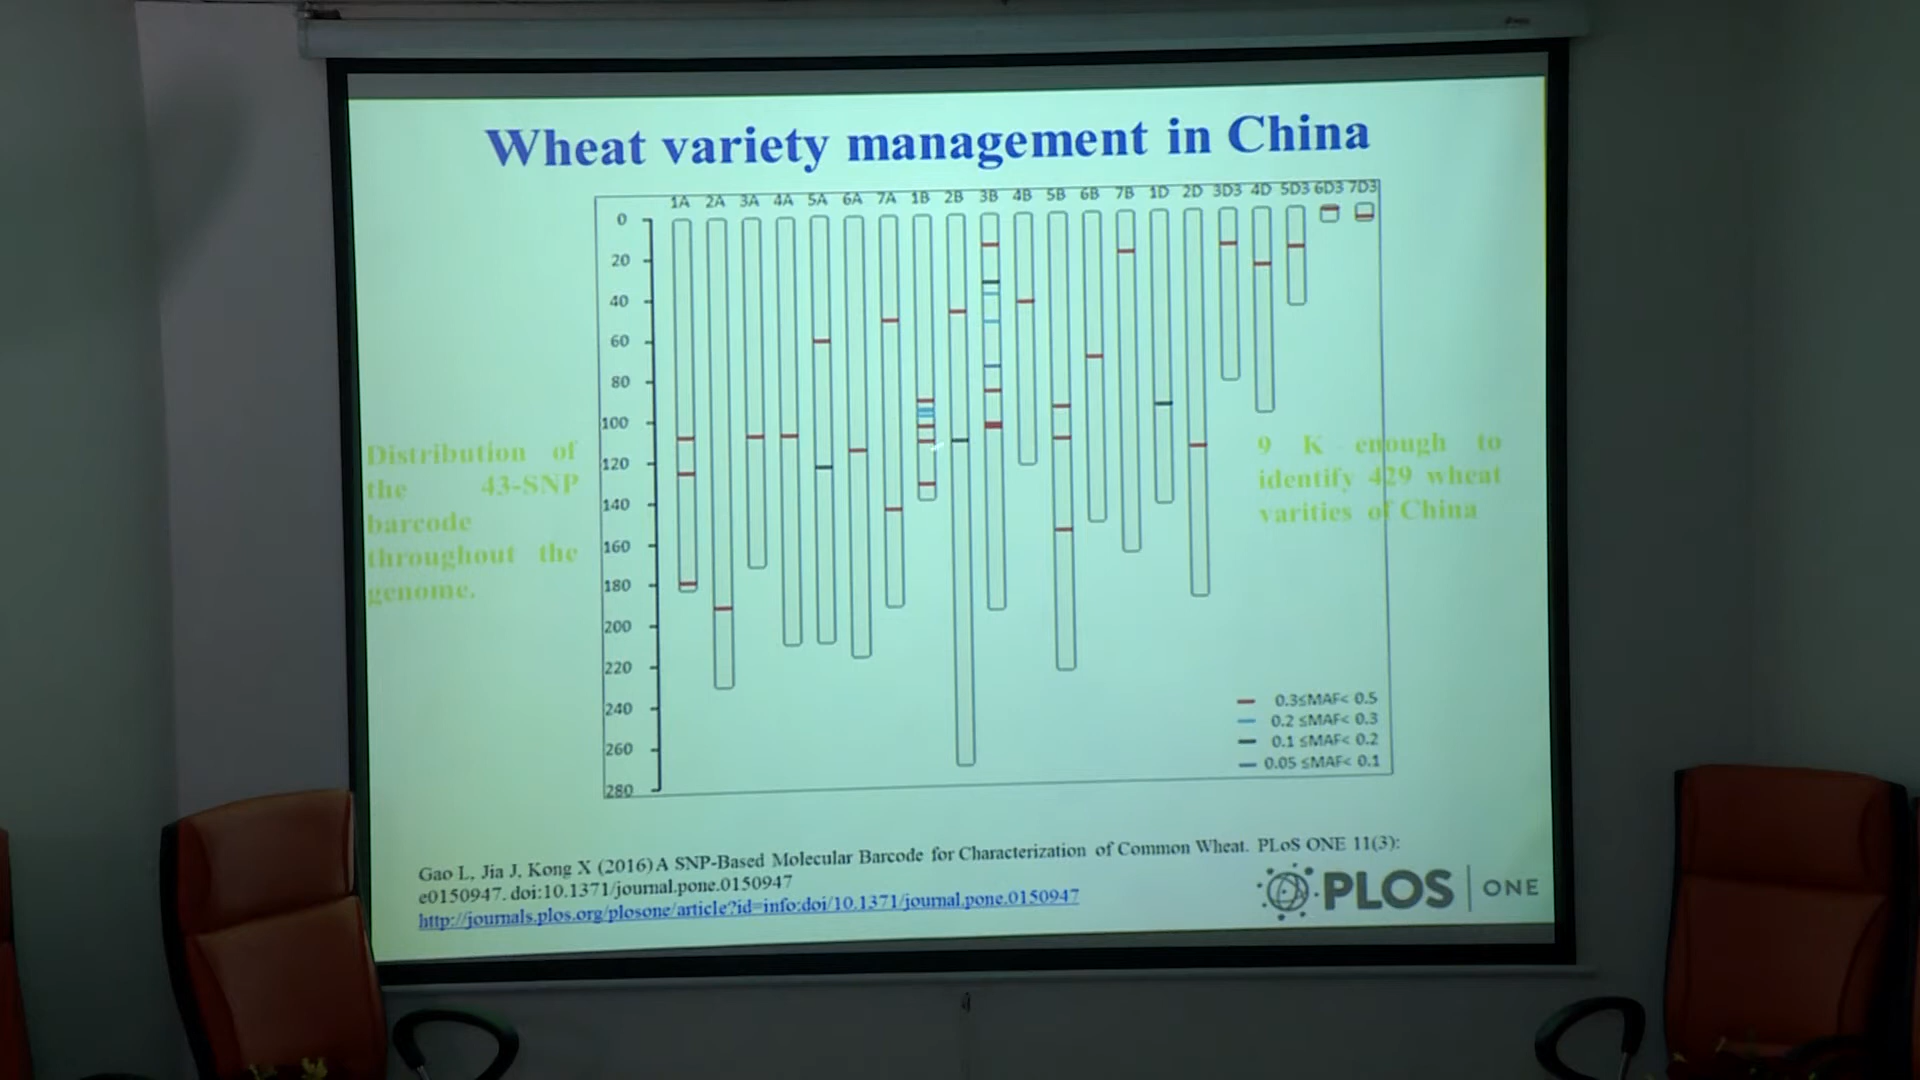 Wheat variety management in China
1A 2A 3A 4A 5A 6A 7A 1B 2B 3B 4B 5B 6B 7B 1D 2D 3D3 4D 5D3 6D3 7D3
0
20
40
60
80
100
120
140
160
180
200
220
240
260
280
Distribution of
the 43-SNP
barcode
throughout the
genome.
9 K enough to
identify 429 wheat
varities of China
0.3≤MAF< 0.5
0.2 ≤MAF< 0.3
0.1 ≤MAF< 0.2
0.05 ≤MAF< 0.1
Gao L, Jia J, Kong X (2016) A SNP-Based Molecular Barcode for Characterization of Common Wheat. PLoS ONE 11(3):
e0150947. doi:10.1371/journal.pone.0150947
http://journals.plos.org/plosone/article?id=info:doi/10.1371/journal.pone.0150947
PLOS ONE